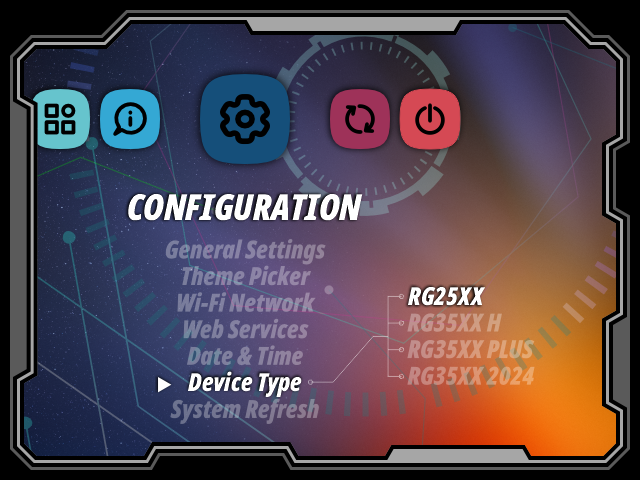 CONFIGURATION
General Settings
Theme Picker
Wi-Fi Network
Web Services
Date & Time
Device Type
System Refresh
RG25XX
RG35XX H
RG35XX PLUS
RG35XX 2024